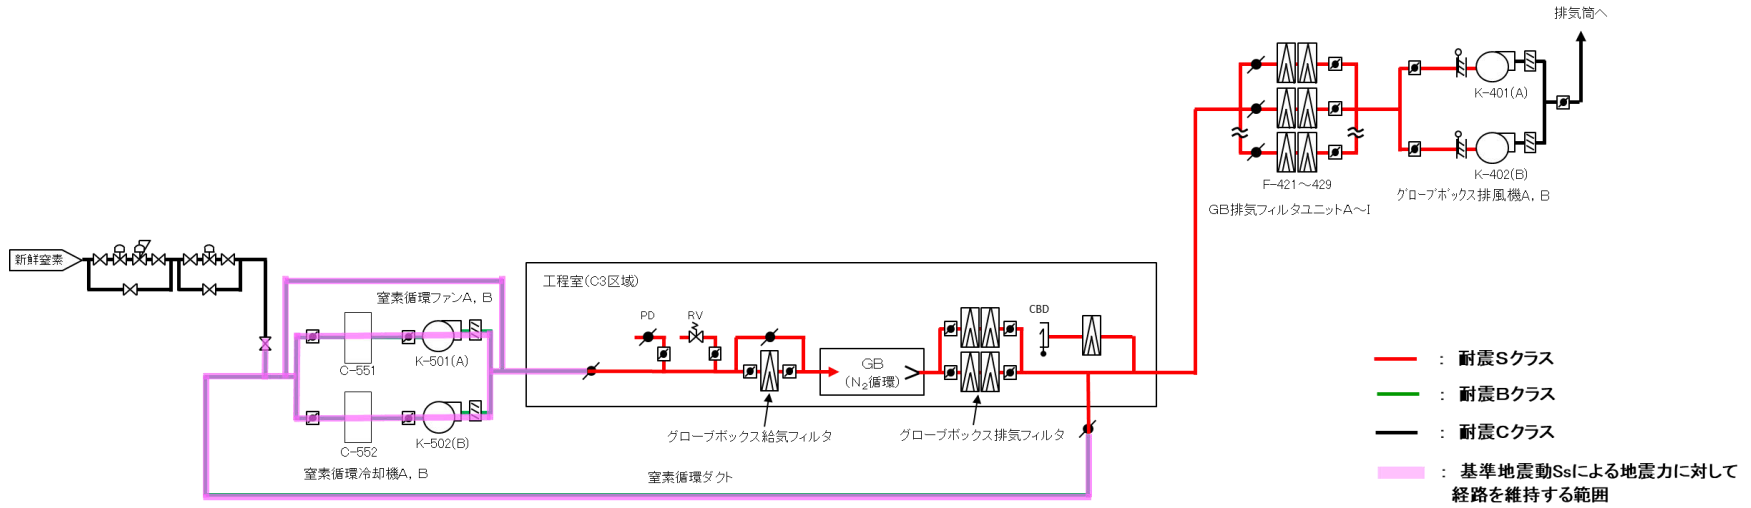 排気筒へ
K-401(A)
K-402(B)
F-421～429
グローブボックス排風機A, B
GB排気フィルタユニットA～I
新鮮窒素
工程室(C3区域)
窒素循環ファンA, B
PD
RV
CBD
K-501(A)
C-551
GB
(N₂循環)
K-502(B)
C-552
グローブボックス給気フィルタ
グローブボックス排気フィルタ
窒素循環冷却機A, B
窒素循環ダクト
： 耐震Sクラス
： 耐震Bクラス
： 耐震Cクラス
： 基準地震動Ssによる地震力に対して
経路を維持する範囲